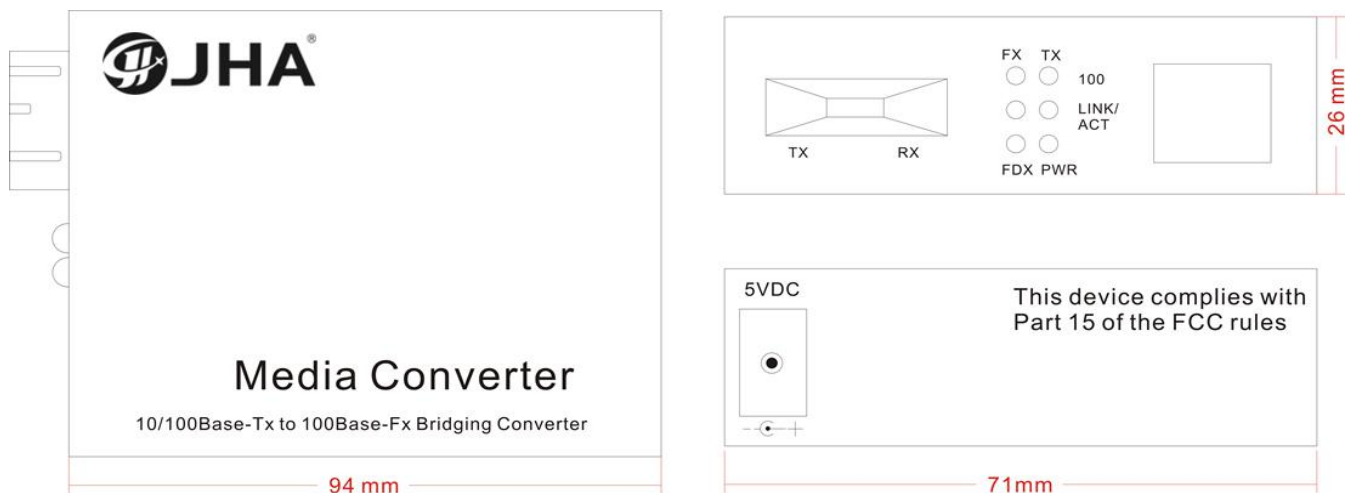 JHA®
Media Converter
10/100Base-Tx to 100Base-Fx Bridging Converter
94 mm
FX TX
100
LINK/
ACT
TX RX
FDX PWR
26 mm
5VDC
This device complies with
Part 15 of the FCC rules
71mm